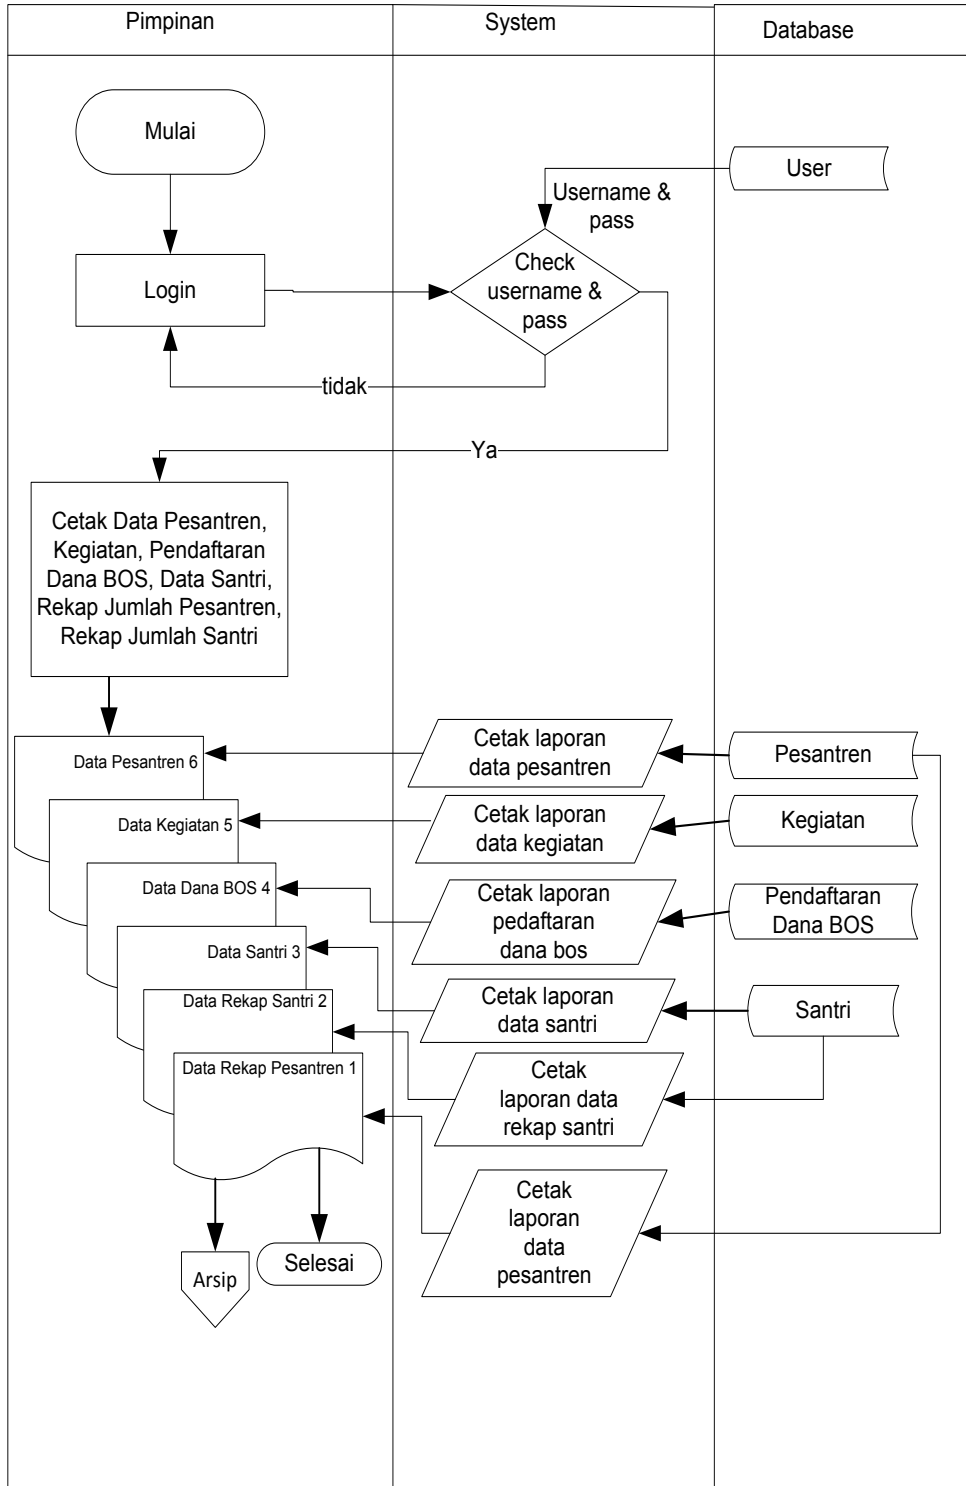 Pimpinan
System
Database
Mulai
User
Username &
pass
Check
username &
pass
Login
tidak
Ya
Cetak Data Pesantren,
Kegiatan, Pendaftaran
Dana BOS, Data Santri,
Rekap Jumlah Pesantren,
Rekap Jumlah Santri
Data Pesantren 6
Cetak laporan
data pesantren
Pesantren
Data Kegiatan 5
Cetak laporan
data kegiatan
Kegiatan
Data Dana BOS 4
Cetak laporan
pedaftaran
dana bos
Pendaftaran
Dana BOS
Data Santri 3
Cetak laporan
data santri
Santri
Data Rekap Santri 2
Cetak
laporan data
rekap santri
Data Rekap Pesantren 1
Cetak
laporan
data
pesantren
Arsip
Selesai